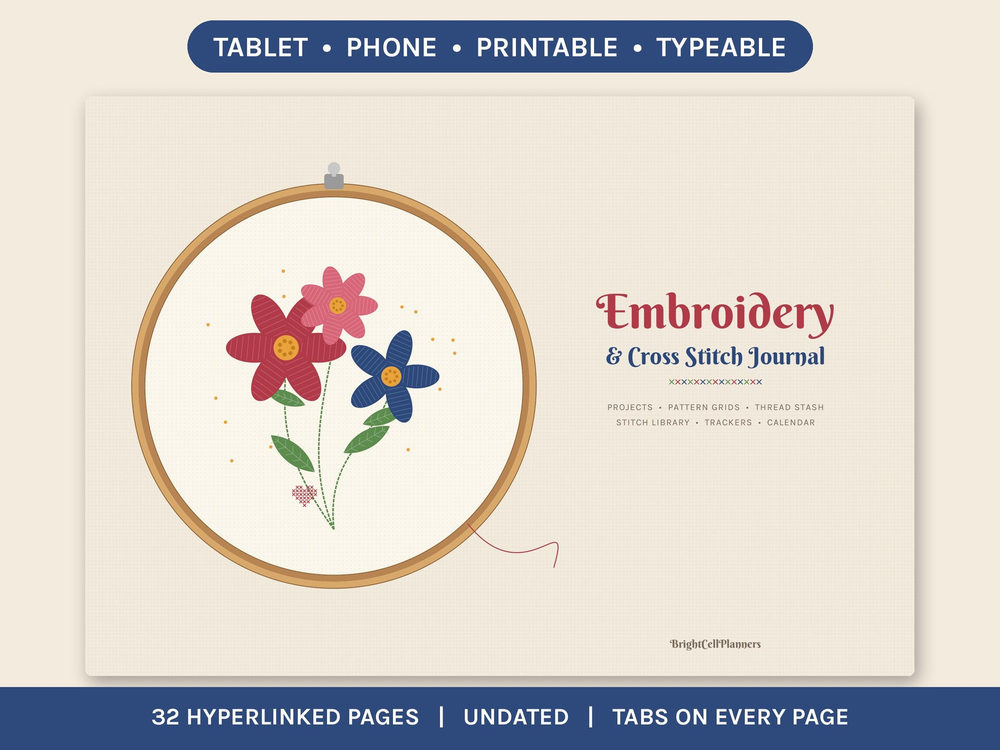 TABLET • PHONE • PRINTABLE • TYPEABLE
Embroidery
& Cross Stitch Journal
PROJECTS • PATTERN GRIDS • THREAD STASH
STITCH LIBRARY • TRACKERS • CALENDAR
BrightCellPlanners
32 HYPERLINKED PAGES | UNDATED | TABS ON EVERY PAGE